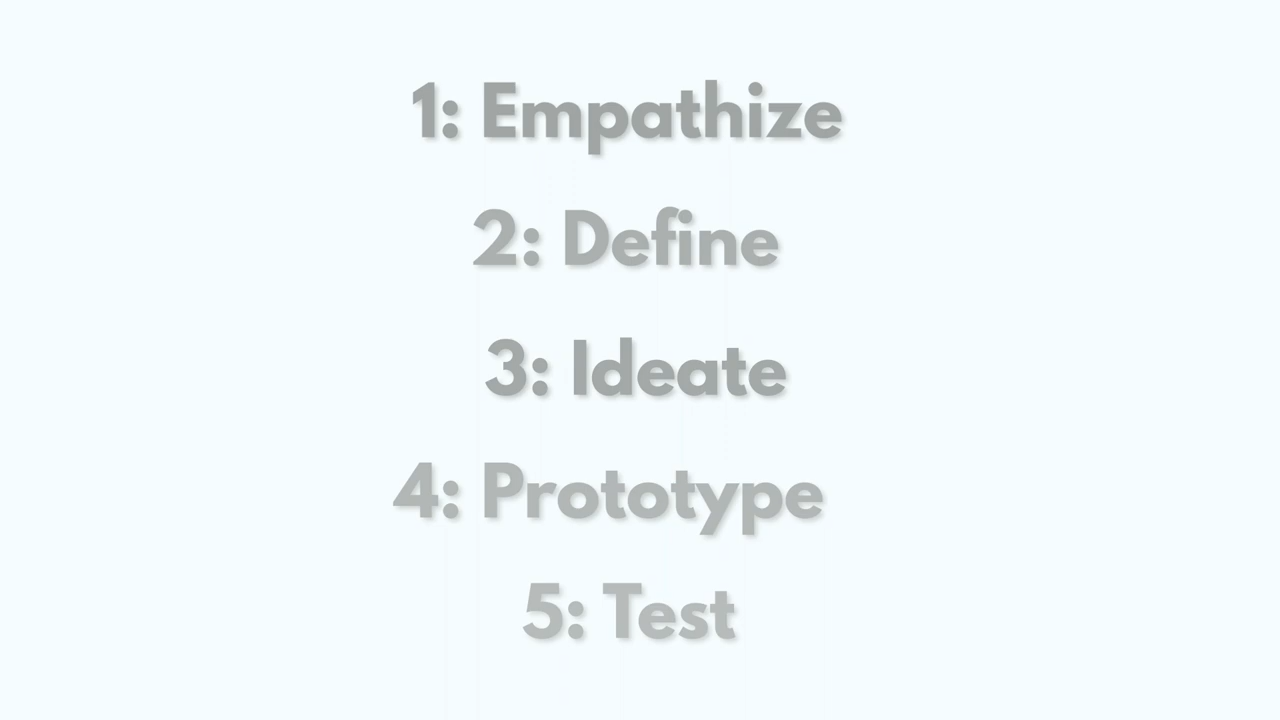 1: Empathize
2: Define
3: Ideate
4: Prototype
5: Test